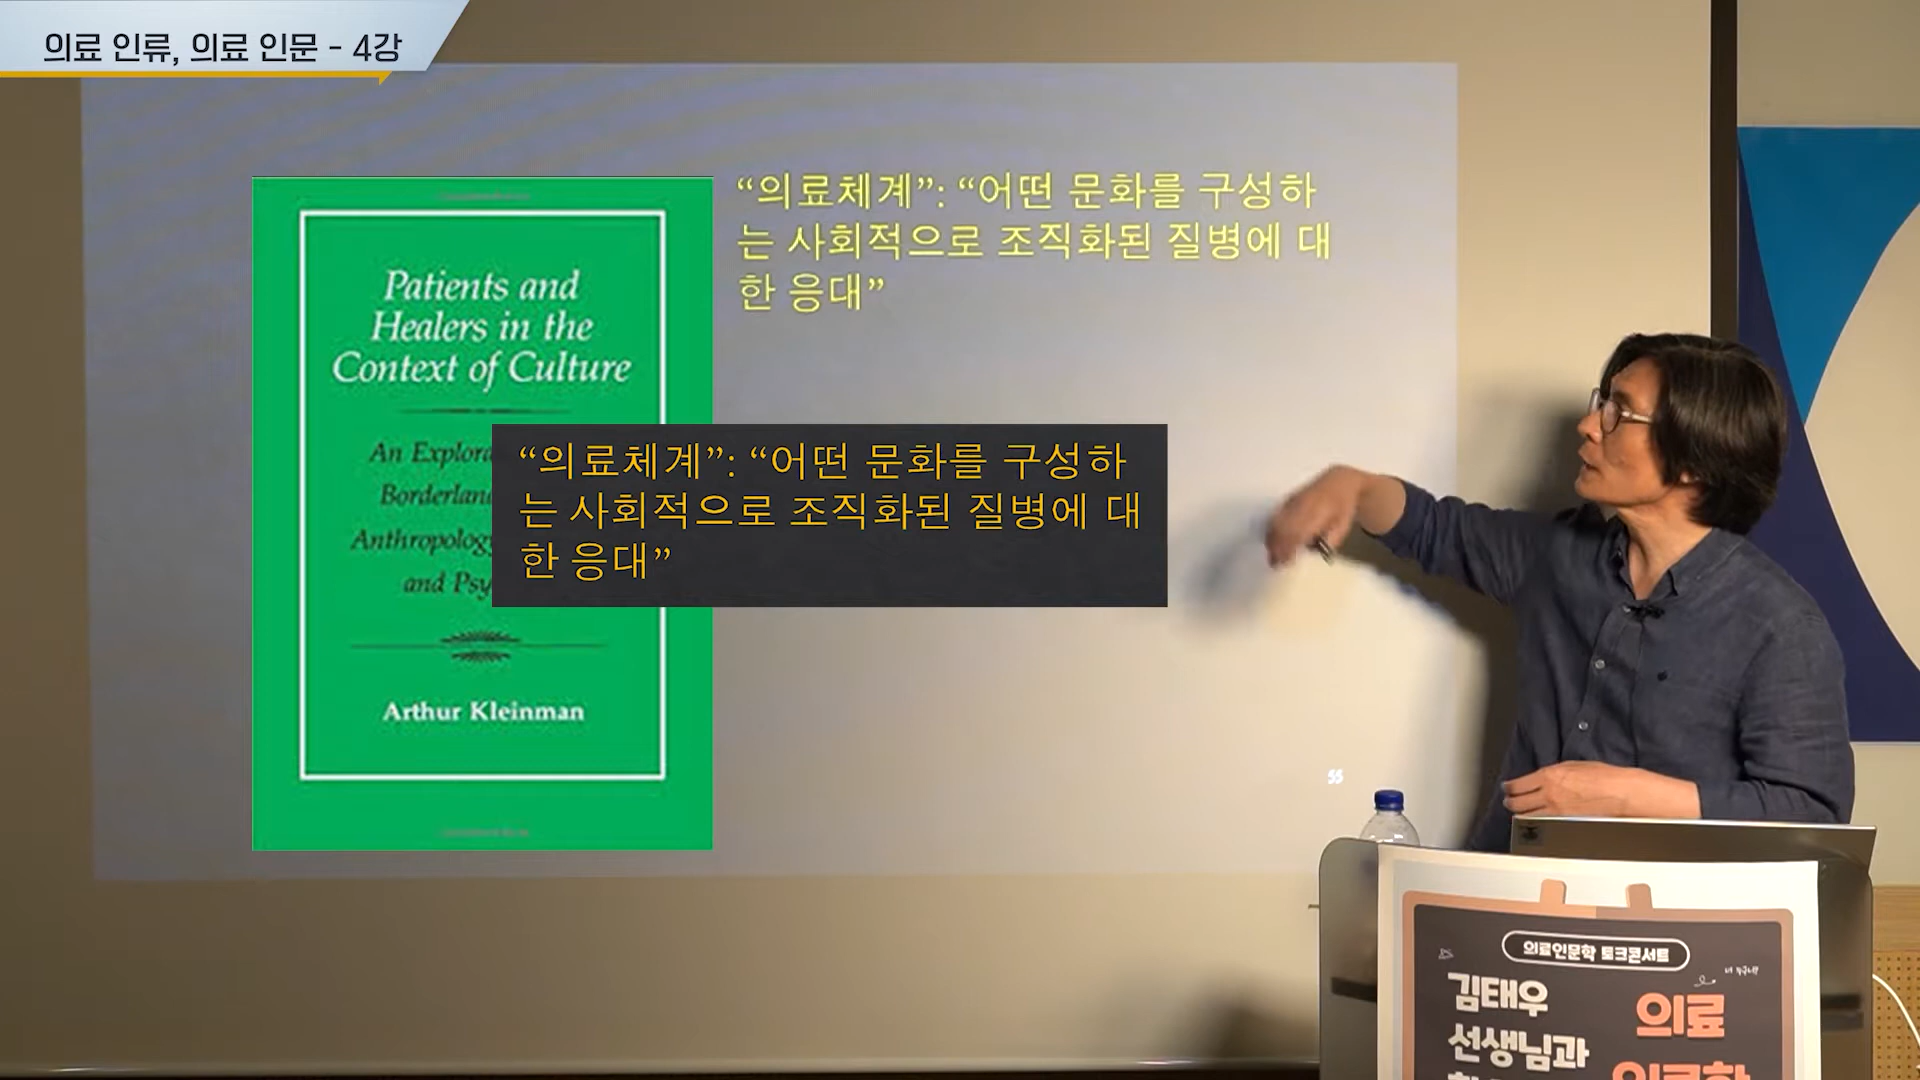 의료 인류, 의료 인문 - 4강
“의료체계”: “어떤 문화를 구성하
는 사회적으로 조직화된 질병에 대
한 응대”
Patients and
Healers in the
Context of Culture
An Explora
Borderland
Anthropology
and Psy
Arthur Kleinman
“의료체계”: “어떤 문화를 구성하
는 사회적으로 조직화된 질병에 대
한 응대”
55
의료인문학 토크콘서트
김태우
선생님과
의료